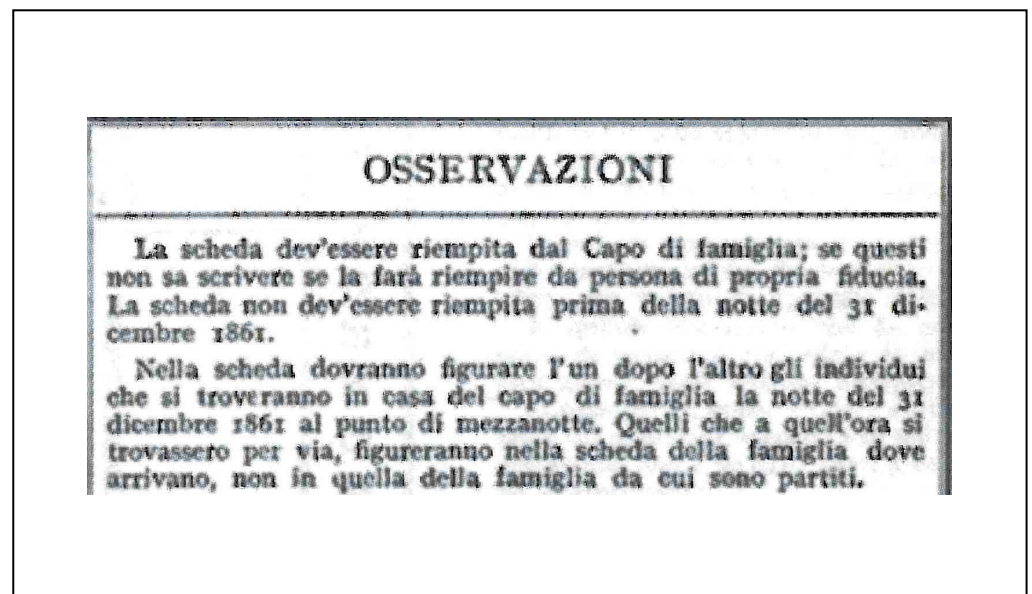 OSSERVAZIONI
La scheda dev'essere riempita dal Capo di famiglia; se questi
non sa scrivere se la farà riempire da persona di propria fiducia.
La scheda non dev'essere riempita prima della notte del 31 di-
cembre 1861.
Nella scheda dovranno figurare l'un dopo l'altro gli individui
che si troveranno in casa del capo di famiglia la notte del 31
dicembre 1861 al punto di mezzanotte. Quelli che a quell'ora si
trovassero per via, figureranno nella scheda della famiglia dove
arrivano, non in quella della famiglia da cui sono partiti.